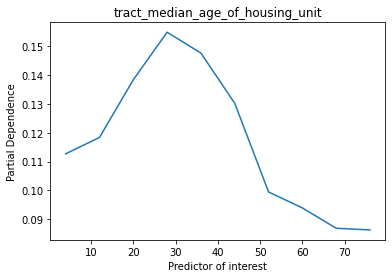 tract_median_age_of_housing_unit
Partial Dependence
0.15
0.14
0.13
0.12
0.11
0.10
0.09
10 20 30 40 50 60 70
Predictor of interest